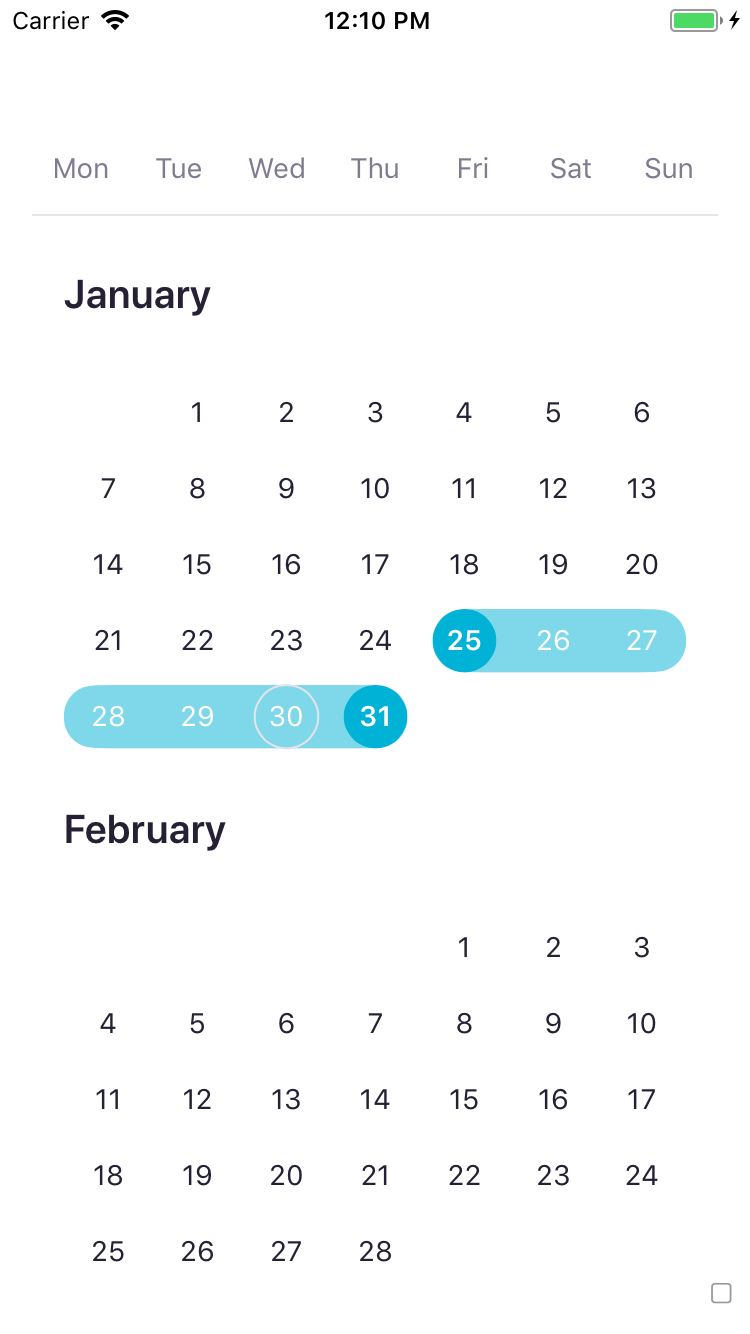 Carrier 12:10 PM
Mon Tue Wed Thu Fri Sat Sun
January
1 2 3 4 5 6
7 8 9 10 11 12 13
14 15 16 17 18 19 20
21 22 23 24 25 26 27
28 29 30 31
February
1 2 3
4 5 6 7 8 9 10
11 12 13 14 15 16 17
18 19 20 21 22 23 24
25 26 27 28